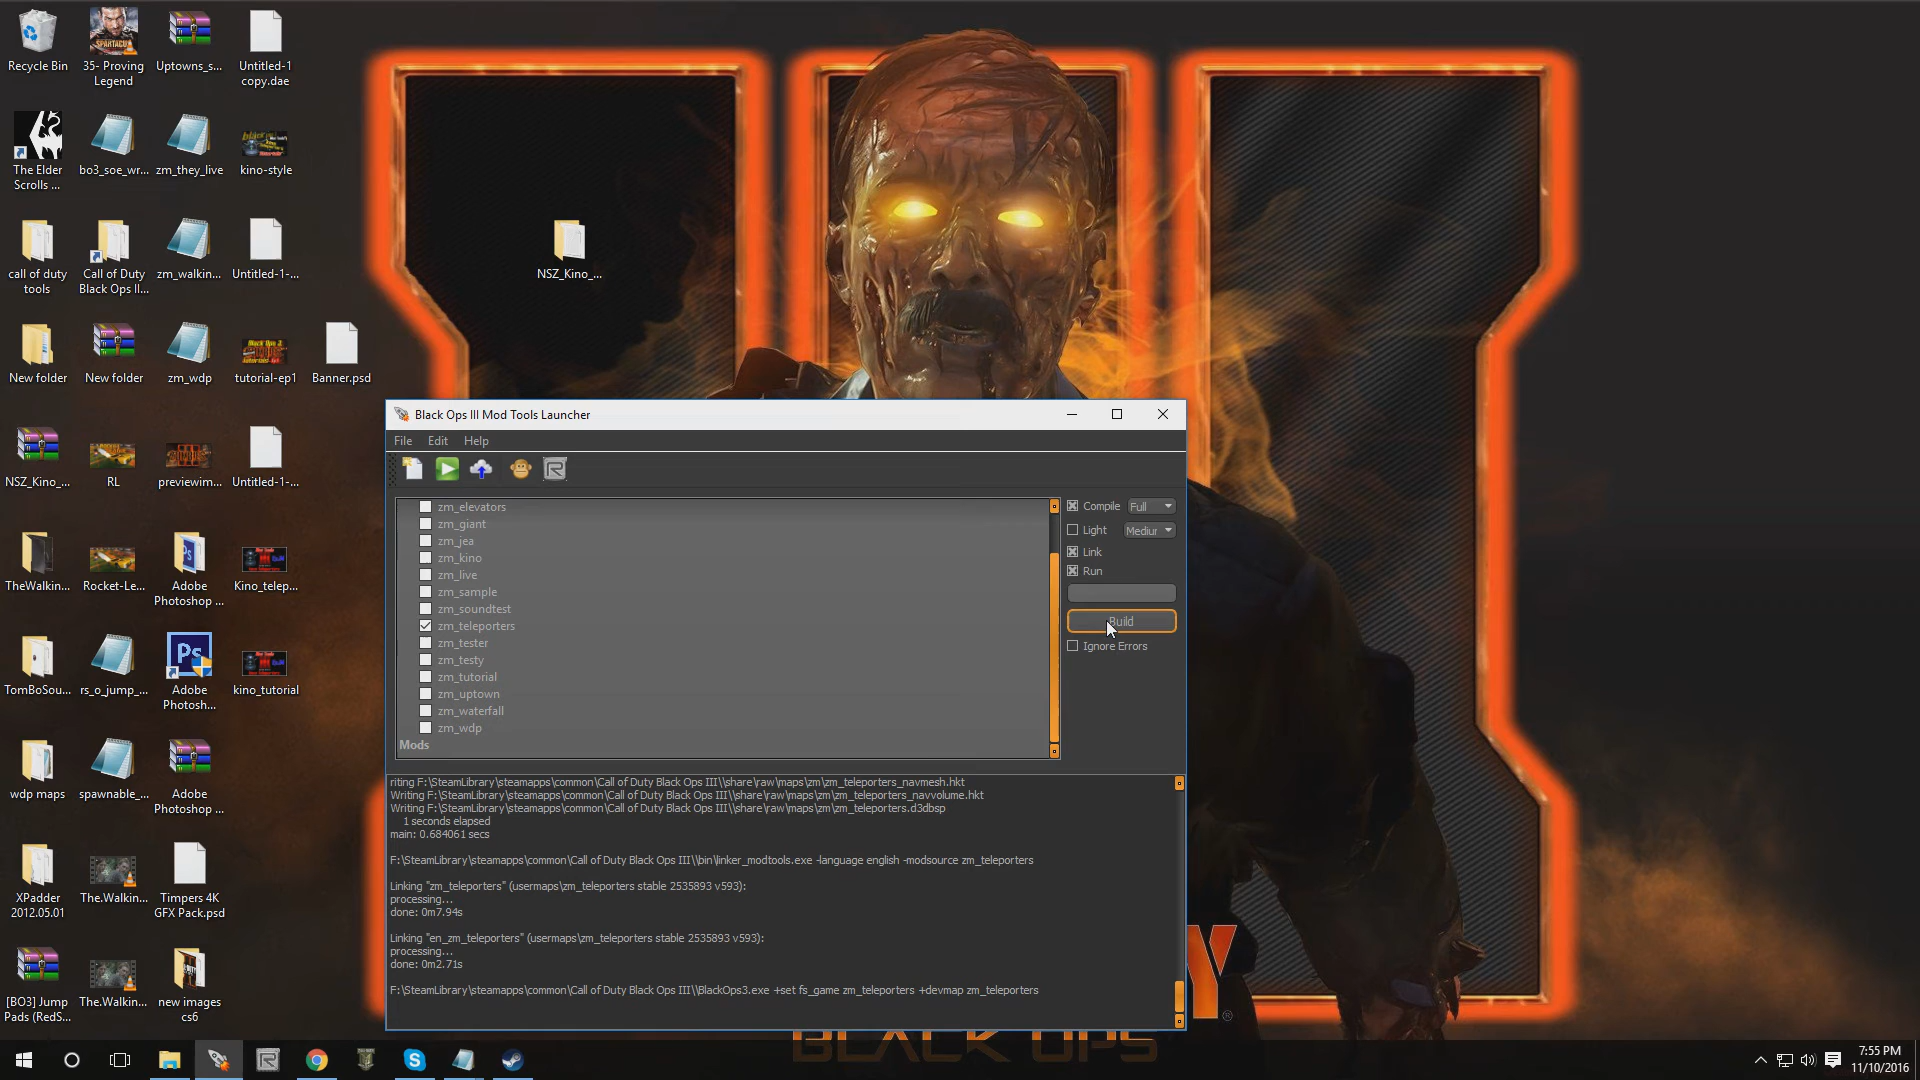 Recycle Bin
35- Proving
Legend
Uptowns_s...
Untitled-1
copy.dae
The Elder
Scrolls ...
bo3_soe_wr...
zm_they_live
kino-style
call of duty
tools
Call of Duty
Black Ops II...
zm_walkin...
Untitled-1-...
NSZ_Kino_...
New folder
New folder
zm_wdp
tutorial-ep1
Banner.psd
NSZ_Kino_...
RL
previewim...
Untitled-1-...
TheWalkin...
Rocket-Le...
Adobe
Photoshop ...
Kino_telep...
TomBoSou...
rs_o_jump_...
Adobe
Photosh...
kino_tutorial
wdp maps
spawnable_...
Adobe
Photoshop ...
XPadder
2012.05.01
The.Walkin...
Timpers 4K
GFX Pack.psd
[BO3] Jump
Pads (RedS...
The.Walkin...
new images
cs6
Black Ops III Mod Tools Launcher
File Edit Help
zm_elevators
zm_giant
zm_jea
zm_kino
zm_live
zm_sample
zm_soundtest
zm_teleporters
zm_tester
zm_testy
zm_tutorial
zm_uptown
zm_waterfall
zm_wdp
Mods
Compile Full
Light Mediur
Link
Run
Build
Ignore Errors
riting F:\SteamLibrary\steamapps\common\Call of Duty Black Ops III\\share\raw\maps\zm\zm_teleporters_navmesh.hkt
Writing F:\SteamLibrary\steamapps\common\Call of Duty Black Ops III\\share\raw\maps\zm\zm_teleporters_navvolume.hkt
Writing F:\SteamLibrary\steamapps\common\Call of Duty Black Ops III\\share\raw\maps\zm\zm_teleporters.d3dbsp
1 seconds elapsed
main: 0.684061 secs
F:\SteamLibrary\steamapps\common\Call of Duty Black Ops III\\bin\linker_modtools.exe -language english -modsource zm_teleporters
Linking "zm_teleporters" (usermaps\zm_teleporters stable 2535893 v593):
processing...
done: 0m7.94s
Linking "en_zm_teleporters" (usermaps\zm_teleporters stable 2535893 v593):
processing...
done: 0m2.71s
F:\SteamLibrary\steamapps\common\Call of Duty Black Ops III\\BlackOps3.exe +set fs_game zm_teleporters +devmap zm_teleporters
Y®
BLACK OPS
7:55 PM
11/10/2016